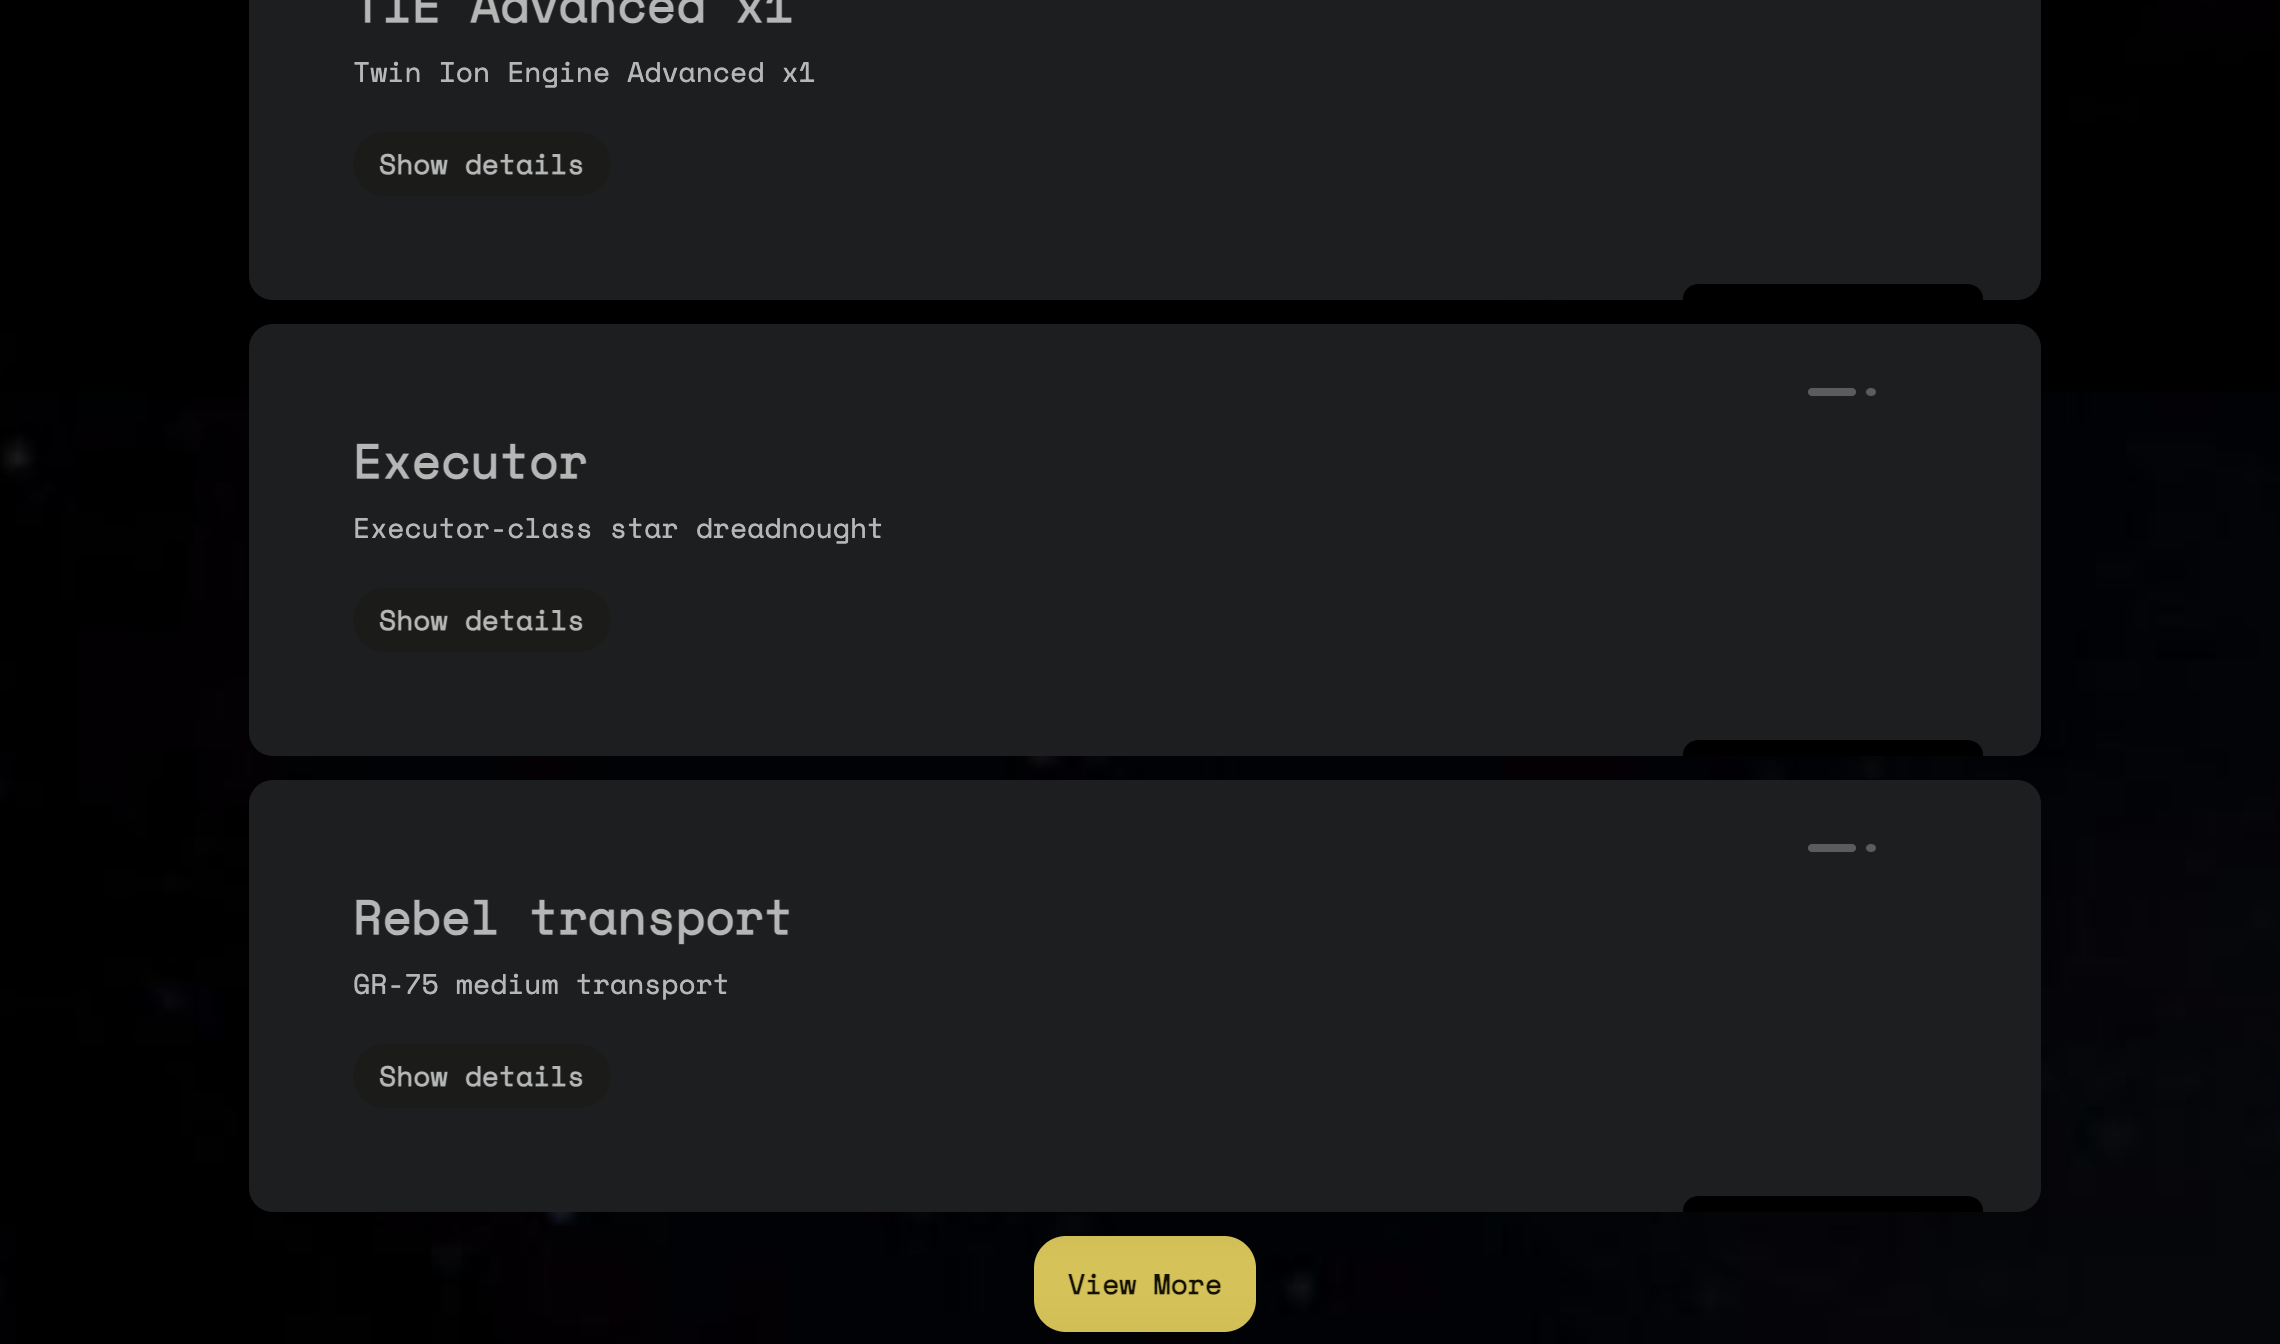 TIE Advanced x1
Twin Ion Engine Advanced x1
Show details
Executor
Executor-class star dreadnought
Show details
Rebel transport
GR-75 medium transport
Show details
View More